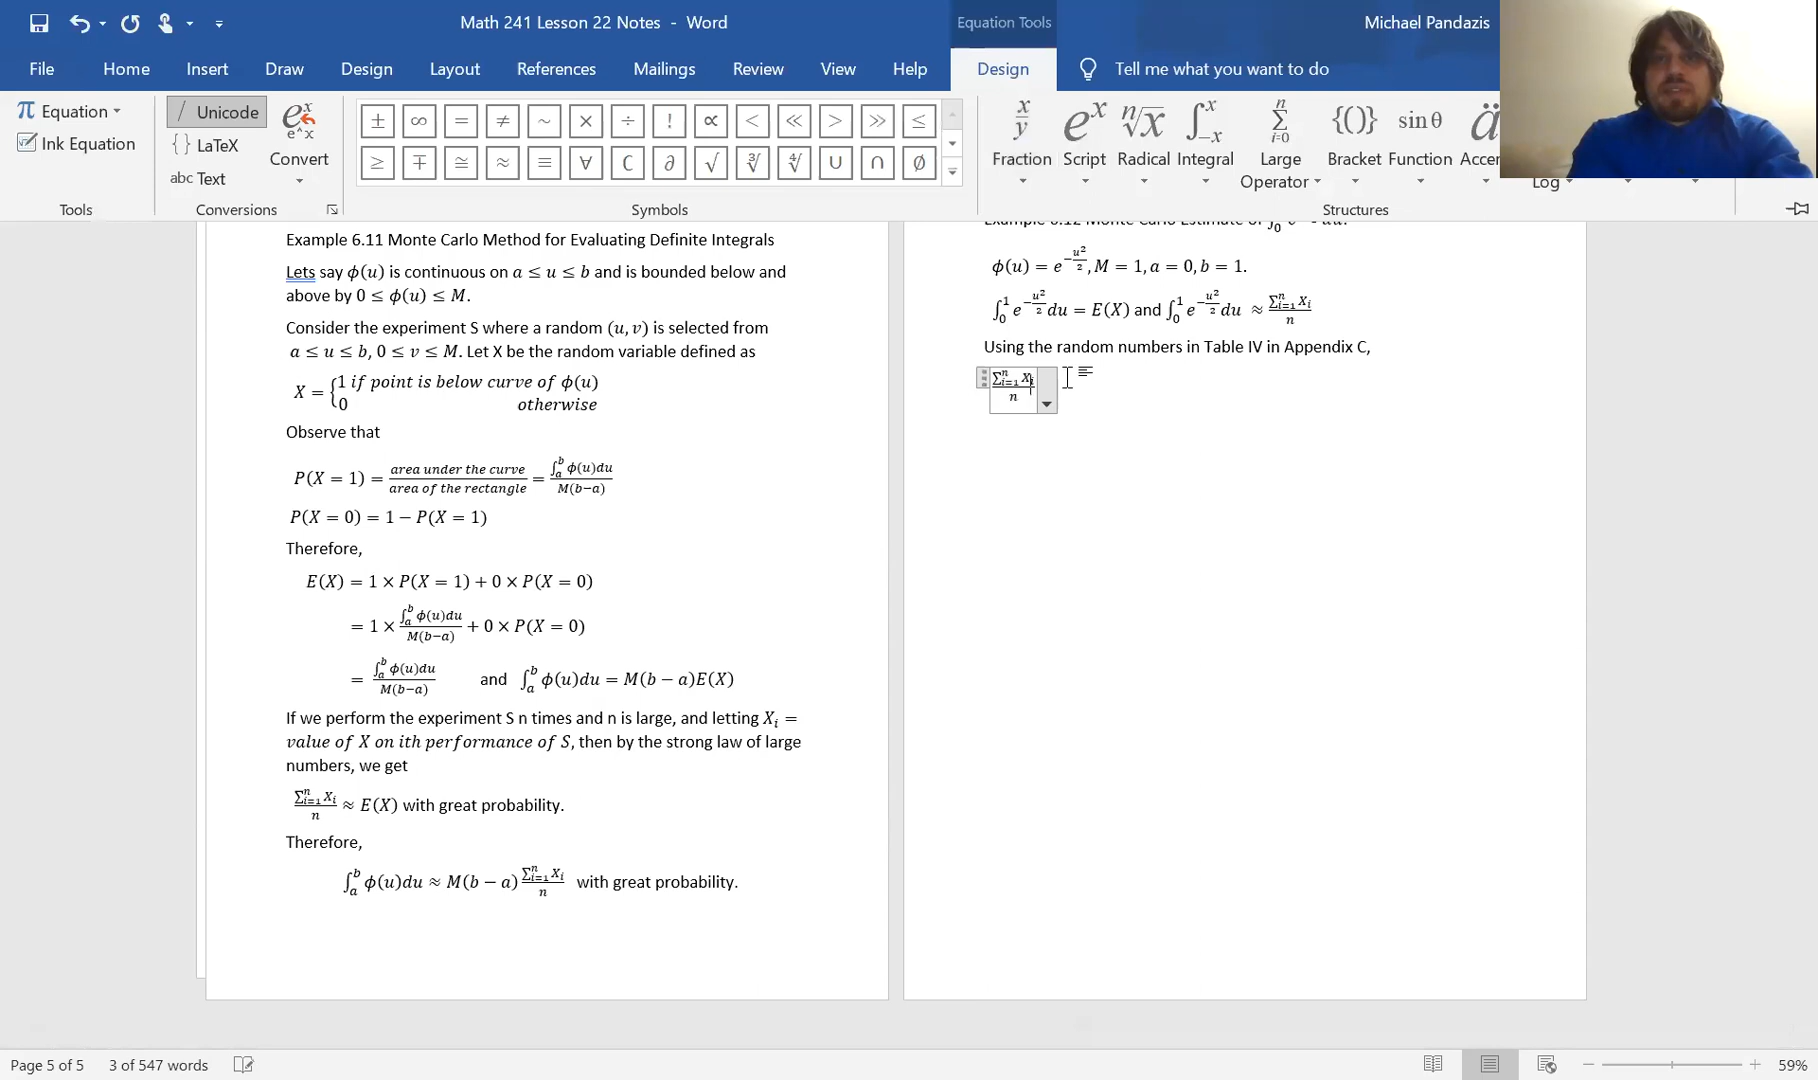 Math 241 Lesson 22 Notes - Word
Equation Tools
Michael Pandazis
File Home Insert Draw Design Layout References Mailings Review View Help Design Tell me what you want to do
π Equation
Ink Equation
Tools
Unicode
{} LaTeX
abc Text
Convert
Conversions
± ∞ = ≠ ~ × ÷ ! ∝ < ≪ > ≫ ≤
≥ ∓ ≅ ≈ ≡ ∀ ∁ ∂ √ ∛ ∜ ∪ ∩ ∅
Symbols
Fraction Script Radical Integral Large Operator Bracket Function
Log
Structures
Example 6.11 Monte Carlo Method for Evaluating Definite Integrals
Lets say ϕ(u) is continuous on a ≤ u ≤ b and is bounded below and
above by 0 ≤ ϕ(u) ≤ M.
Consider the experiment S where a random (u, v) is selected from
a ≤ u ≤ b, 0 ≤ v ≤ M. Let X be the random variable defined as
X = {1 if point is below curve of ϕ(u)
0 otherwise
Observe that
P(X = 1) = area under the curve / area of the rectangle = ∫_a^b ϕ(u)du / M(b−a)
P(X = 0) = 1 − P(X = 1)
Therefore,
E(X) = 1 × P(X = 1) + 0 × P(X = 0)
= 1 × ∫_a^b ϕ(u)du / M(b−a) + 0 × P(X = 0)
= ∫_a^b ϕ(u)du / M(b−a) and ∫_a^b ϕ(u)du = M(b − a)E(X)
If we perform the experiment S n times and n is large, and letting X_i =
value of X on ith performance of S, then by the strong law of large
numbers, we get
∑_{i=1}^n X_i / n ≈ E(X) with great probability.
Therefore,
∫_a^b ϕ(u)du ≈ M(b − a) ∑_{i=1}^n X_i / n with great probability.
Example 6.12 Monte Carlo Estimate of
ϕ(u) = e^{−u²/2}, M = 1, a = 0, b = 1.
∫_0^1 e^{−u²/2} du = E(X) and ∫_0^1 e^{−u²/2} du ≈ ∑_{i=1}^n X_i / n
Using the random numbers in Table IV in Appendix C,
∑_{i=1}^n X_i / n
Page 5 of 5 3 of 547 words
59%